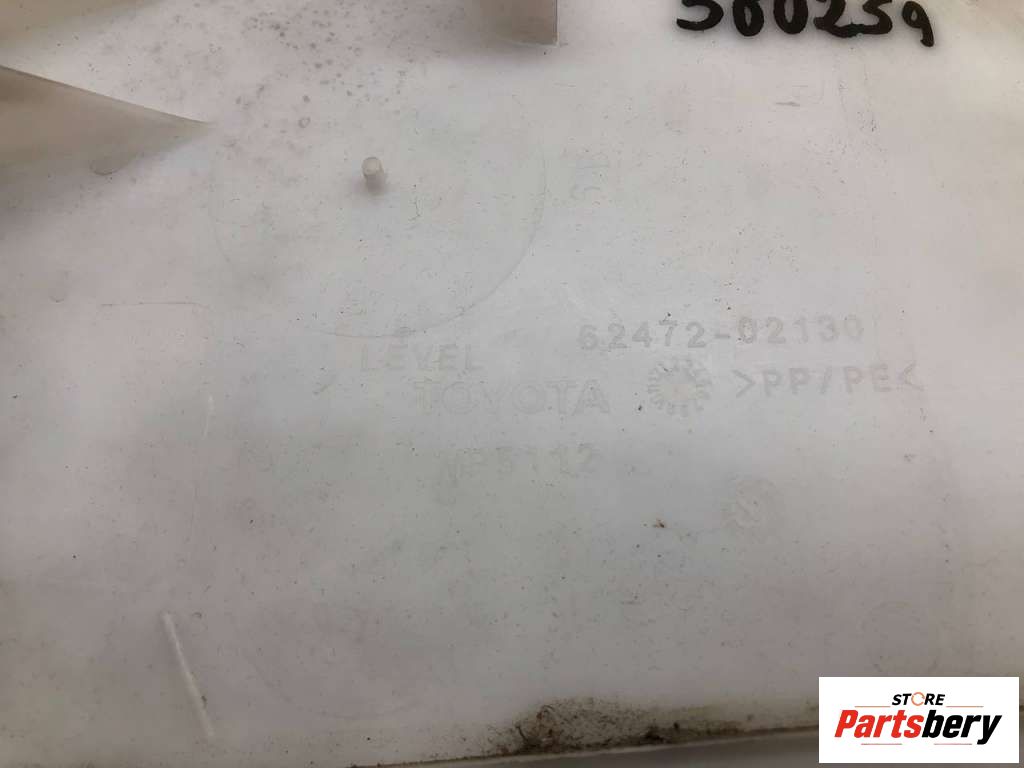 500259
62472-02130
LEVEL
TOYOTA
>PP/PE<
STORE
Partsbery